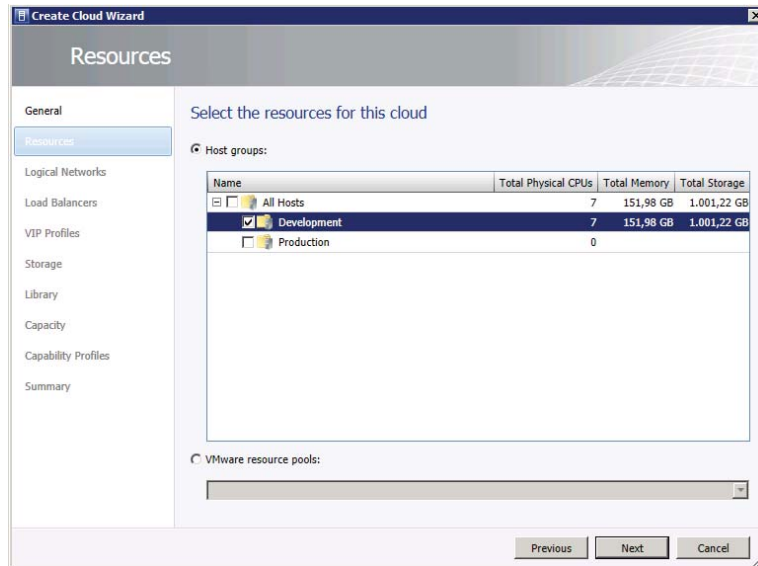 Create Cloud Wizard
Resources
General
Resources
Logical Networks
Load Balancers
VIP Profiles
Storage
Library
Capacity
Capability Profiles
Summary
Select the resources for this cloud
Host groups:
Name Total Physical CPUs Total Memory Total Storage
All Hosts 7 151,98 GB 1.001,22 GB
Development 7 151,98 GB 1.001,22 GB
Production 0
VMware resource pools:
Previous Next Cancel